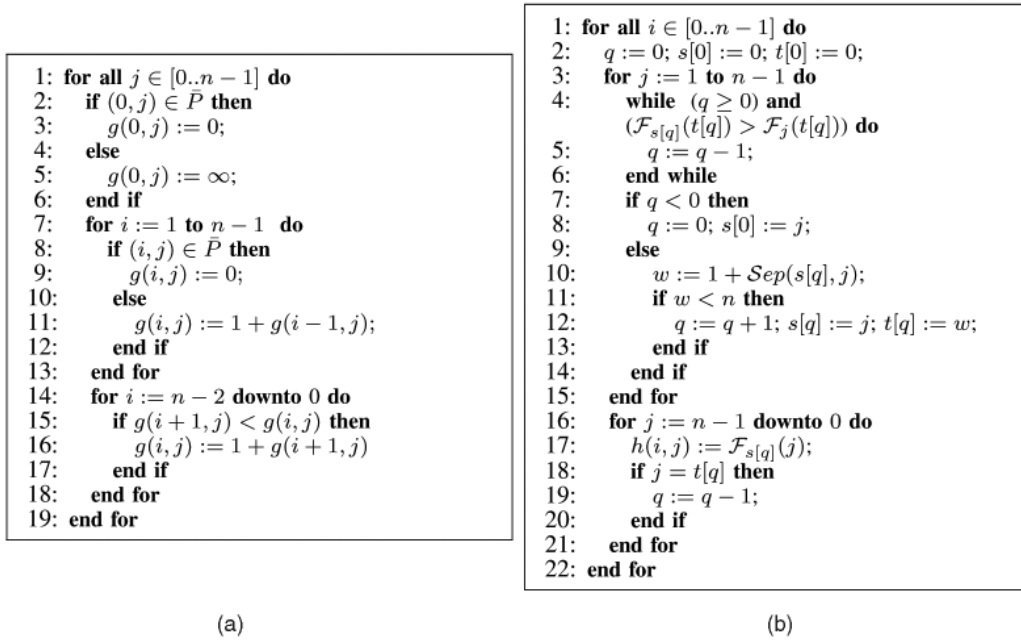 1: for all j ∈ [0..n − 1] do
2: if (0, j) ∈ P̄ then
3: g(0, j) := 0;
4: else
5: g(0, j) := ∞;
6: end if
7: for i := 1 to n − 1 do
8: if (i, j) ∈ P̄ then
9: g(i, j) := 0;
10: else
11: g(i, j) := 1 + g(i − 1, j);
12: end if
13: end for
14: for i := n − 2 downto 0 do
15: if g(i + 1, j) < g(i, j) then
16: g(i, j) := 1 + g(i + 1, j)
17: end if
18: end for
19: end for
(a)
1: for all i ∈ [0..n − 1] do
2: q := 0; s[0] := 0; t[0] := 0;
3: for j := 1 to n − 1 do
4: while (q ≥ 0) and
(ℱ_{s[q]}(t[q]) > ℱ_j(t[q])) do
5: q := q − 1;
6: end while
7: if q < 0 then
8: q := 0; s[0] := j;
9: else
10: w := 1 + 𝒮ep(s[q], j);
11: if w < n then
12: q := q + 1; s[q] := j; t[q] := w;
13: end if
14: end if
15: end for
16: for j := n − 1 downto 0 do
17: h(i, j) := ℱ_{s[q]}(j);
18: if j = t[q] then
19: q := q − 1;
20: end if
21: end for
22: end for
(b)